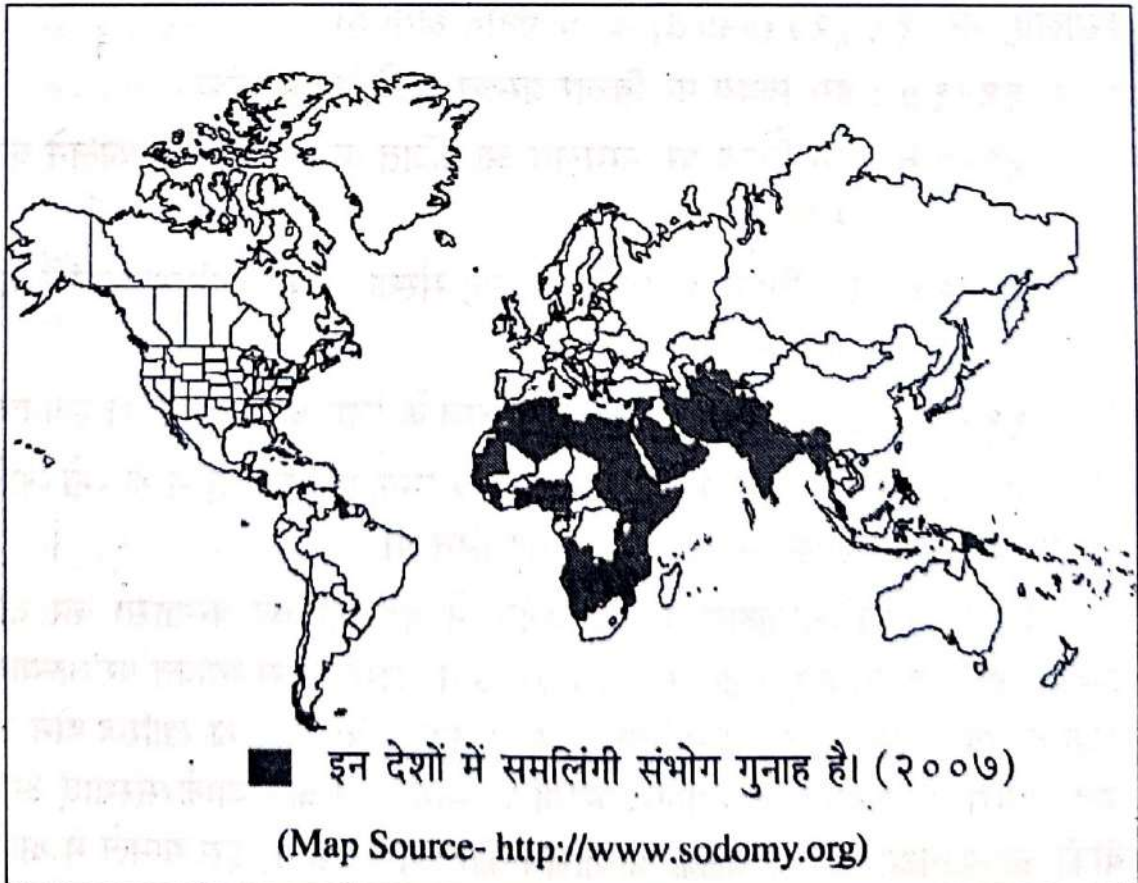 इन देशों में समलिंगी संभोग गुनाह है। (२००७)
(Map Source- http://www.sodomy.org)